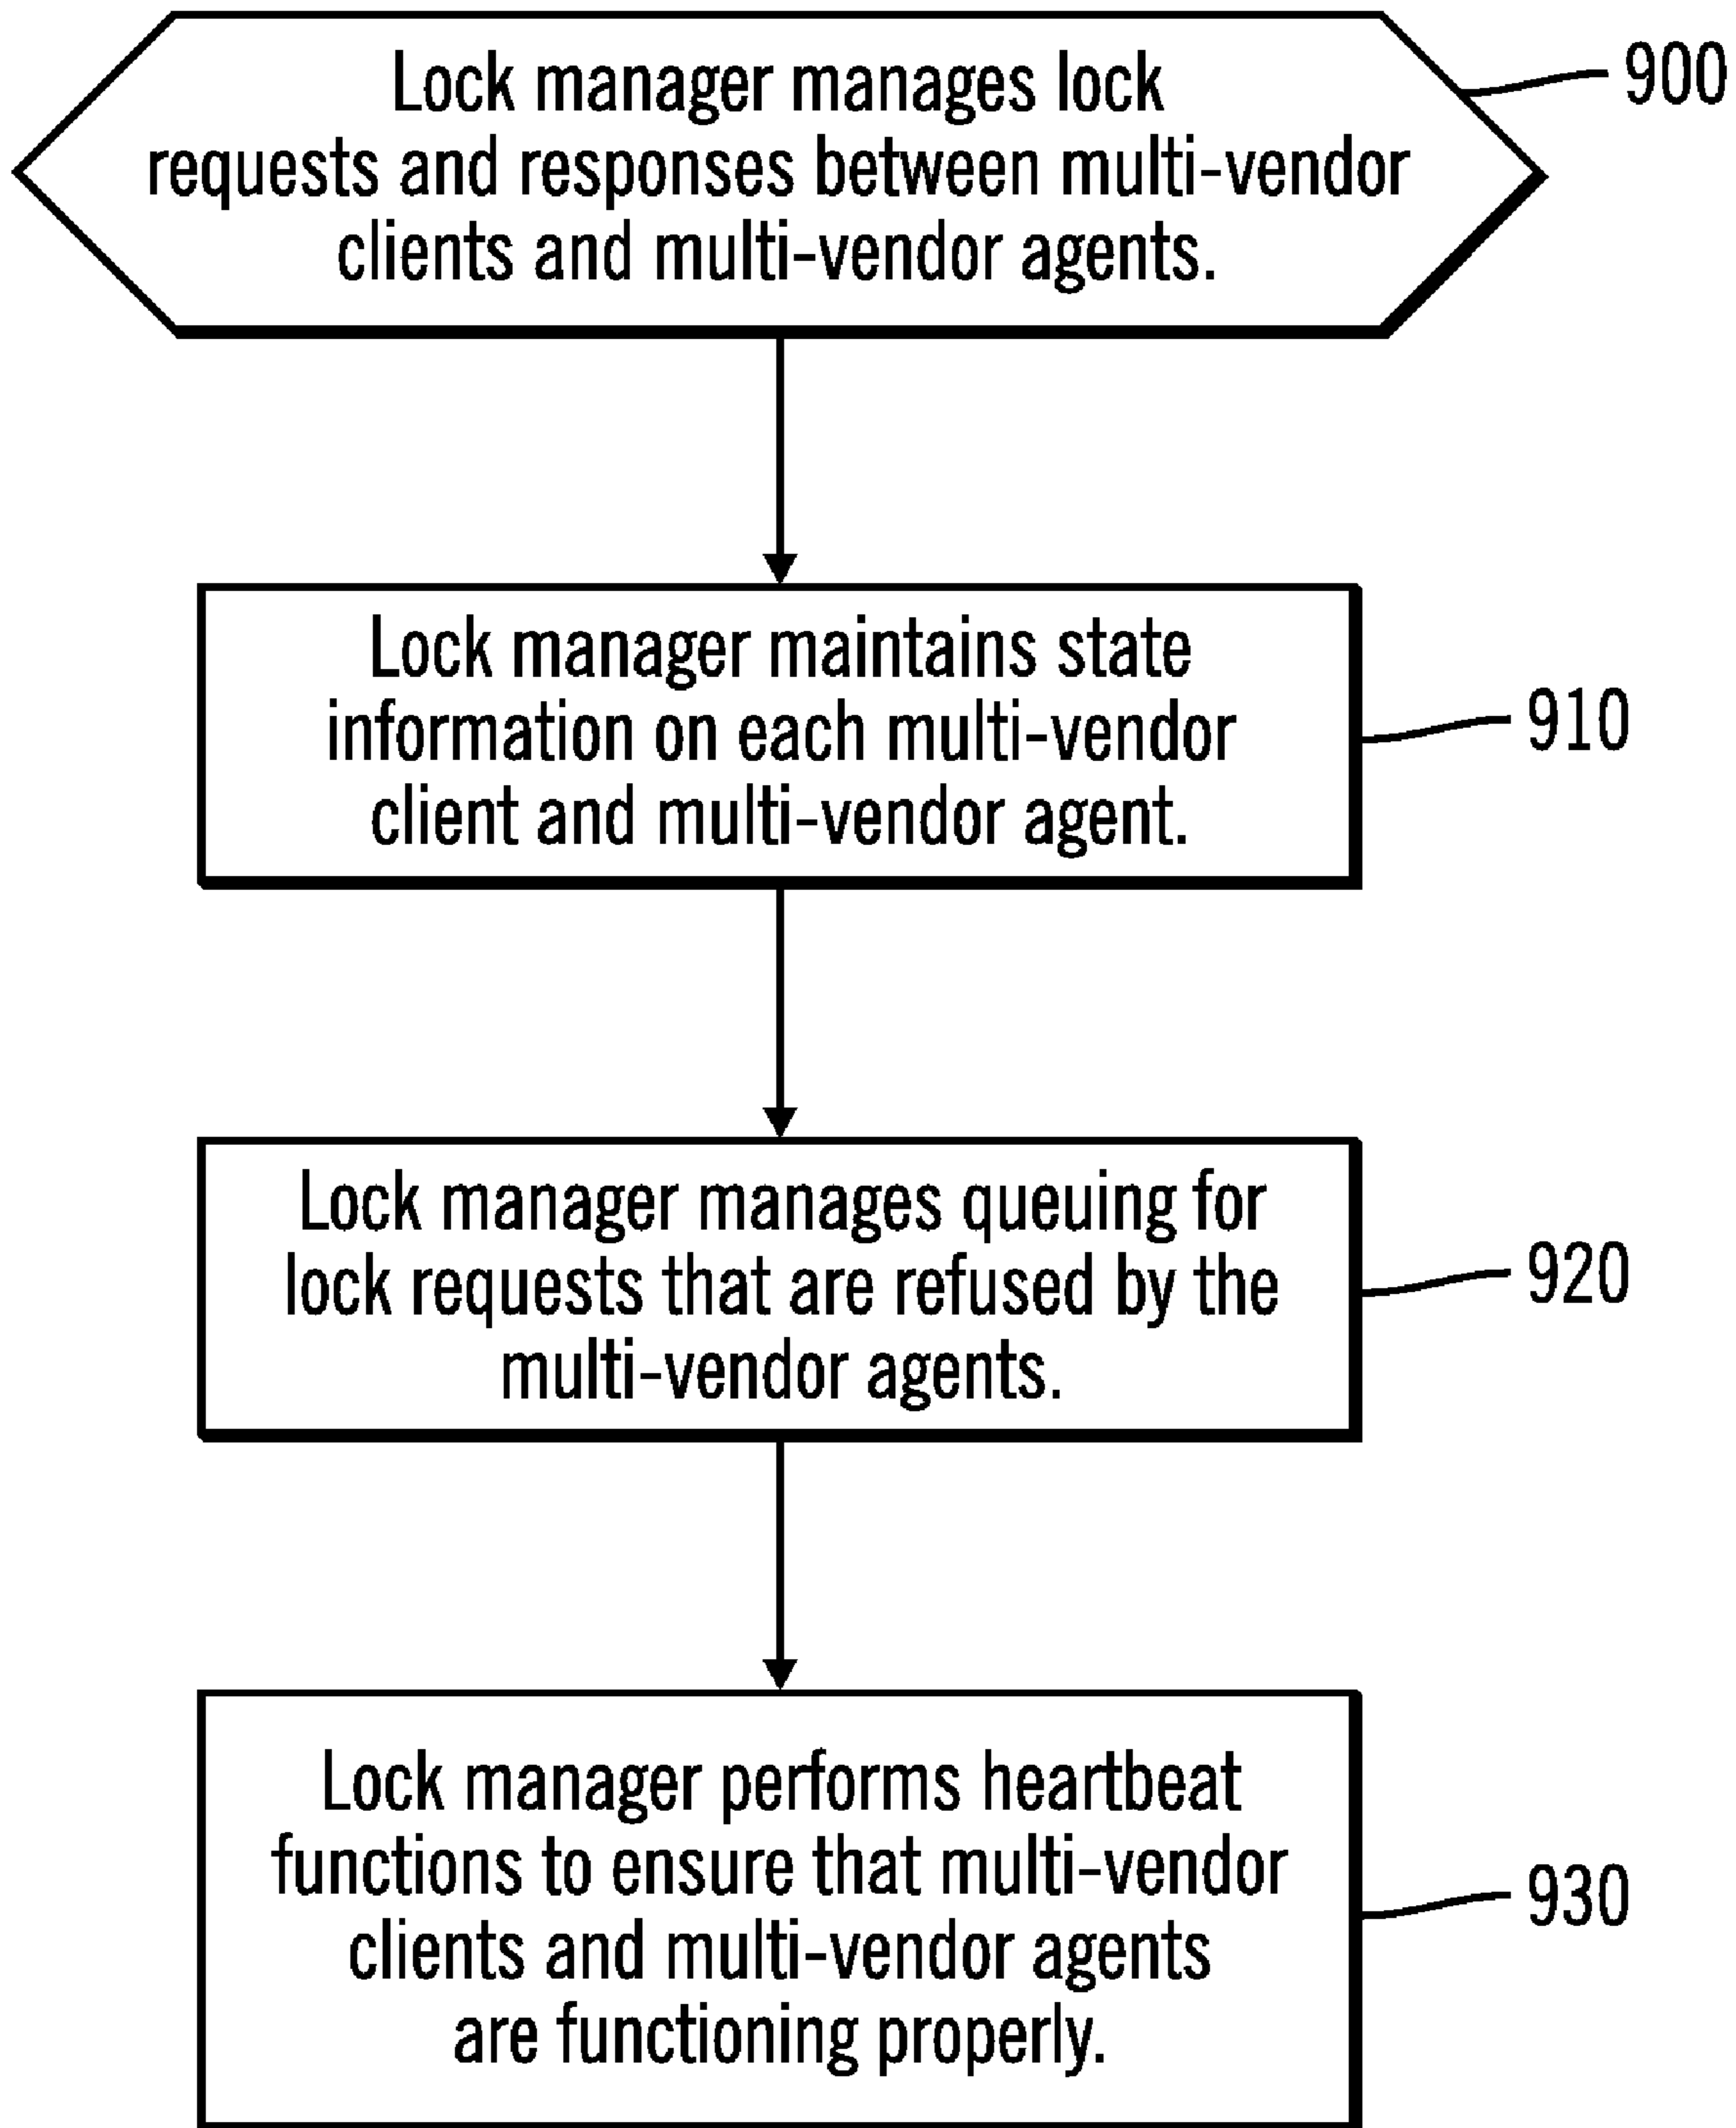 Lock manager manages lock
requests and responses between multi-vendor
clients and multi-vendor agents.
900
Lock manager maintains state
information on each multi-vendor
client and multi-vendor agent.
910
Lock manager manages queuing for
lock requests that are refused by the
multi-vendor agents.
920
Lock manager performs heartbeat
functions to ensure that multi-vendor
clients and multi-vendor agents
are functioning properly.
930